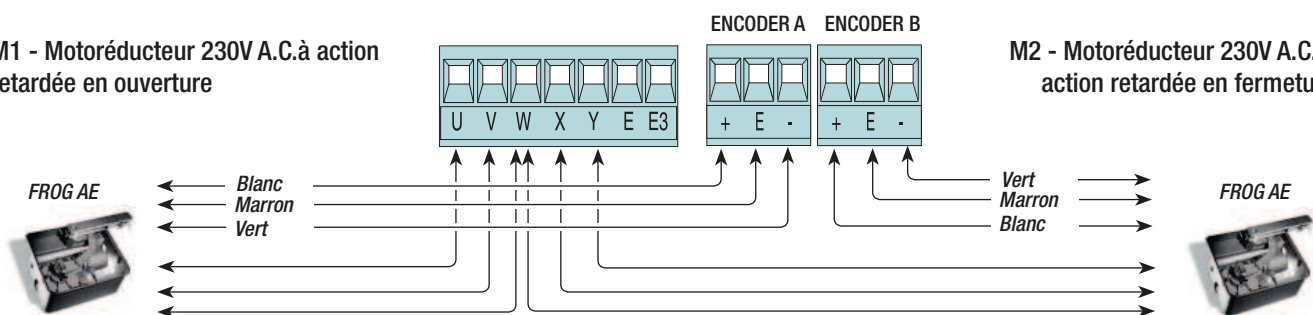 ENCODER A ENCODER B
M1 - Motoréducteur 230V A.C.à action
retardée en ouverture
M2 - Motoréducteur 230V A.C.
action retardée en
U V W X Y E E3
+ E -
+ E -
FROG AE
Blanc
Marron
Vert
Vert
Marron
Blanc
FROG AE